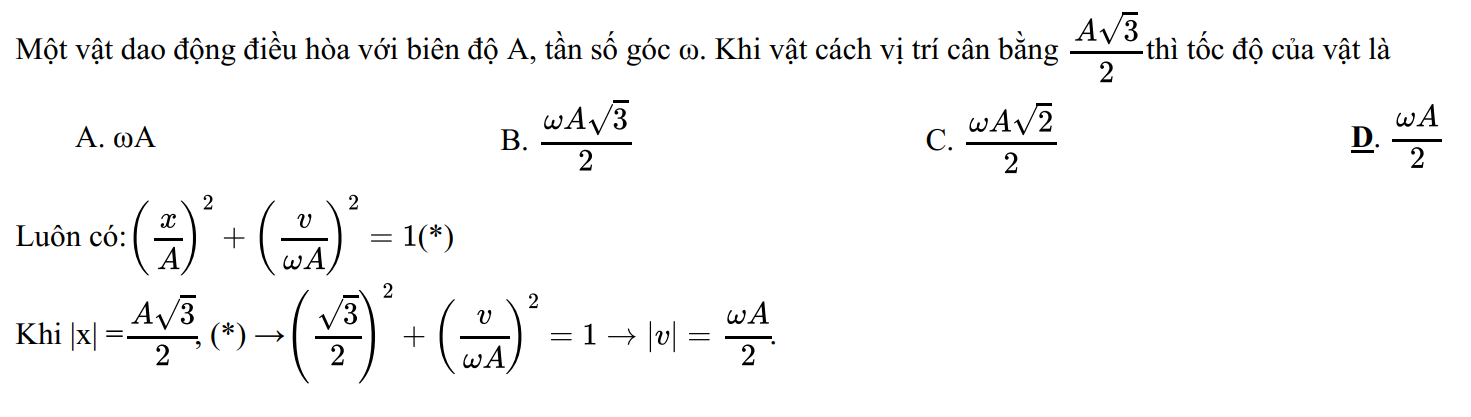 Một vật dao động điều hòa với biên độ A, tần số góc ω. Khi vật cách vị trí cân bằng $\frac{A\sqrt{3}}{2}$ thì tốc độ của vật là
A. ωA B. $\frac{\omega A\sqrt{3}}{2}$ C. $\frac{\omega A\sqrt{2}}{2}$ D. $\frac{\omega A}{2}$
Luôn có: $\left(\frac{x}{A}\right)^2 + \left(\frac{v}{\omega A}\right)^2 = 1$(*)
Khi |x| = $\frac{A\sqrt{3}}{2}$, (*) → $\left(\frac{\sqrt{3}}{2}\right)^2 + \left(\frac{v}{\omega A}\right)^2 = 1 \rightarrow |v| = \frac{\omega A}{2}$.